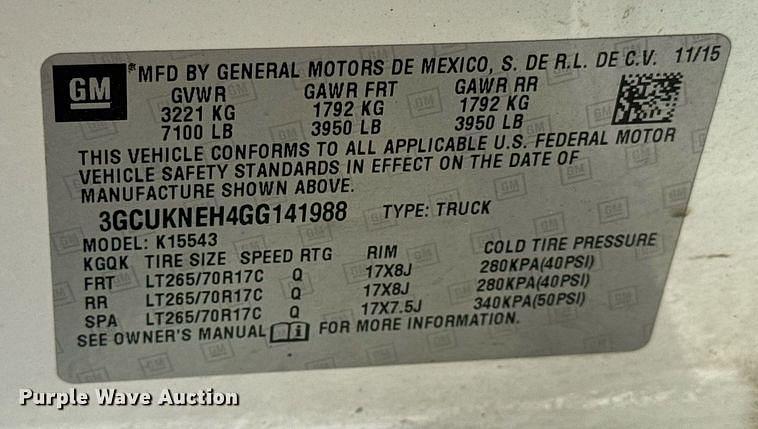 GM
*MFD BY GENERAL MOTORS DE MEXICO, S. DE R.L. DE C.V. 11/15
GVWR GAWR FRT GAWR RR
3221 KG 1792 KG 1792 KG
7100 LB 3950 LB 3950 LB
THIS VEHICLE CONFORMS TO ALL APPLICABLE U.S. FEDERAL MOTOR
VEHICLE SAFETY STANDARDS IN EFFECT ON THE DATE OF
MANUFACTURE SHOWN ABOVE.
3GCUKNEH4GG141988 TYPE: TRUCK
MODEL: K15543
KGQK TIRE SIZE SPEED RTG RIM COLD TIRE PRESSURE
FRT LT265/70R17C Q 17X8J 280KPA(40PSI)
RR LT265/70R17C Q 17X8J 280KPA(40PSI)
SPA LT265/70R17C Q 17X7.5J 340KPA(50PSI)
SEE OWNER'S MANUAL i FOR MORE INFORMATION.
Purple Wave Auction